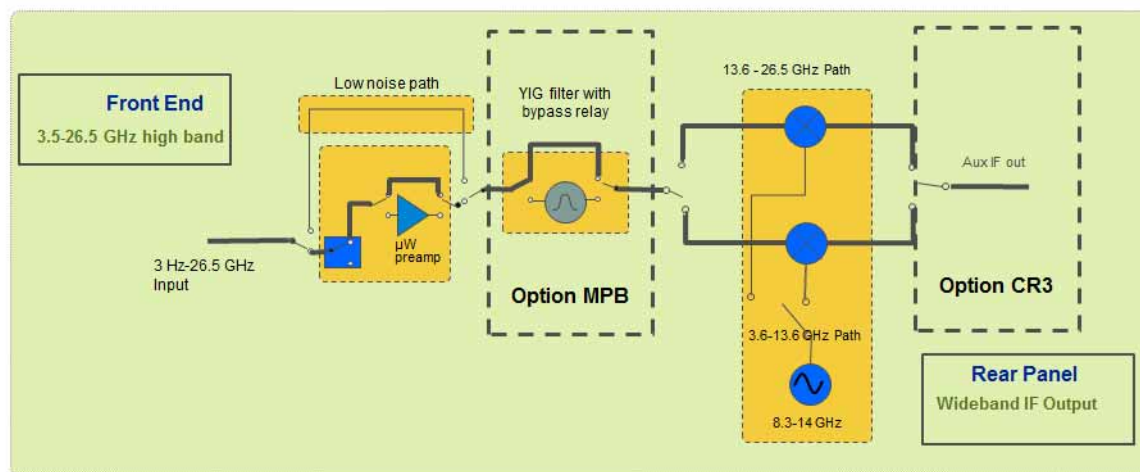 Front End
3.5-26.5 GHz high band
Low noise path
YIG filter with
bypass relay
13.6 - 26.5 GHz Path
Aux IF out
3 Hz-26.5 GHz
Input
µW
preamp
Option MPB
Option CR3
3.6-13.6 GHz Path
8.3-14 GHz
Rear Panel
Wideband IF Output